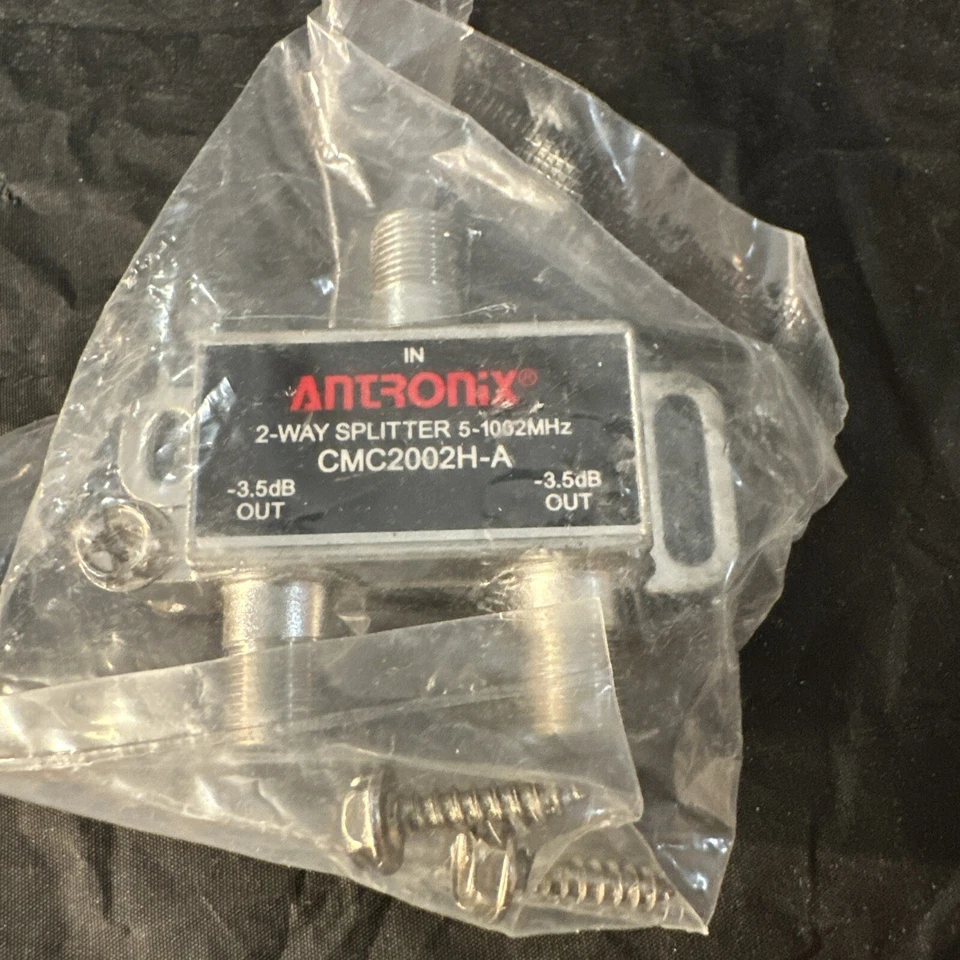 IN
ANTRONIX®
2-WAY SPLITTER 5-1002MHz
CMC2002H-A
-3.5dB -3.5dB
OUT OUT